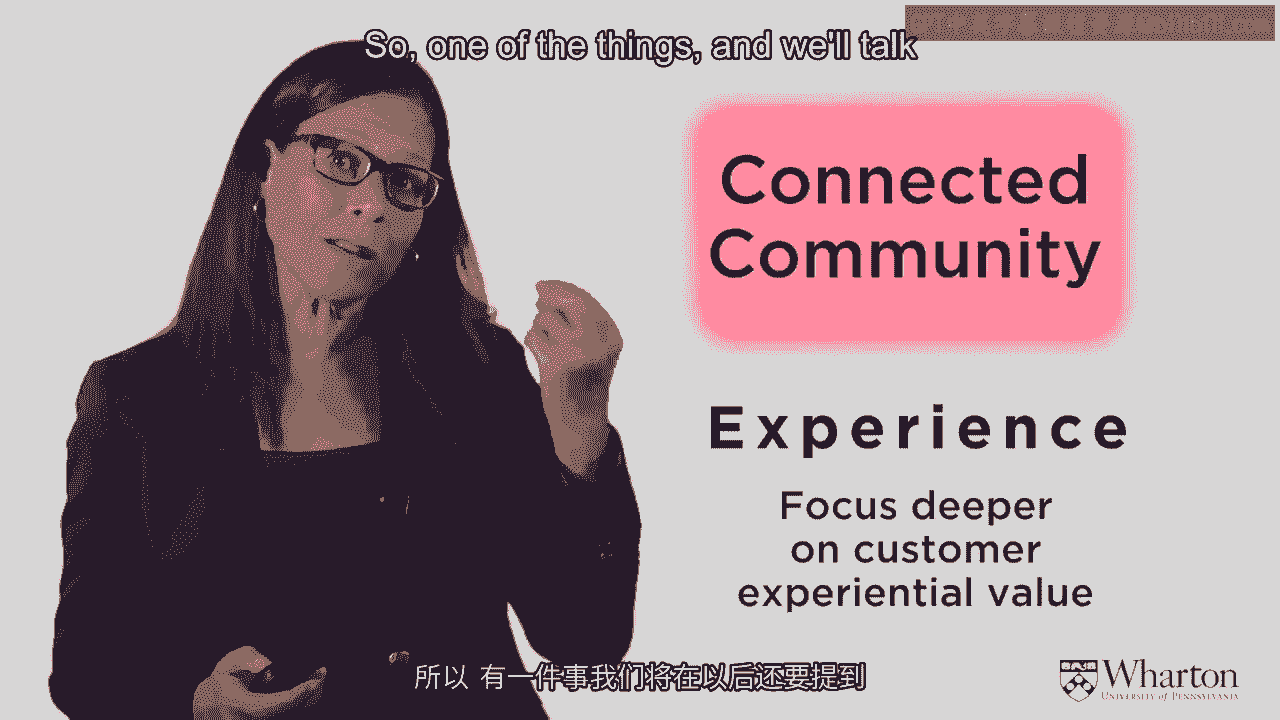 So, one of the things, and we'll talk
Connected
Community
Experience
Focus deeper
on customer
experiential value
所以 有一件事我们将在以后还要提到
Wharton
UNIVERSITY of PENNSYLVANIA